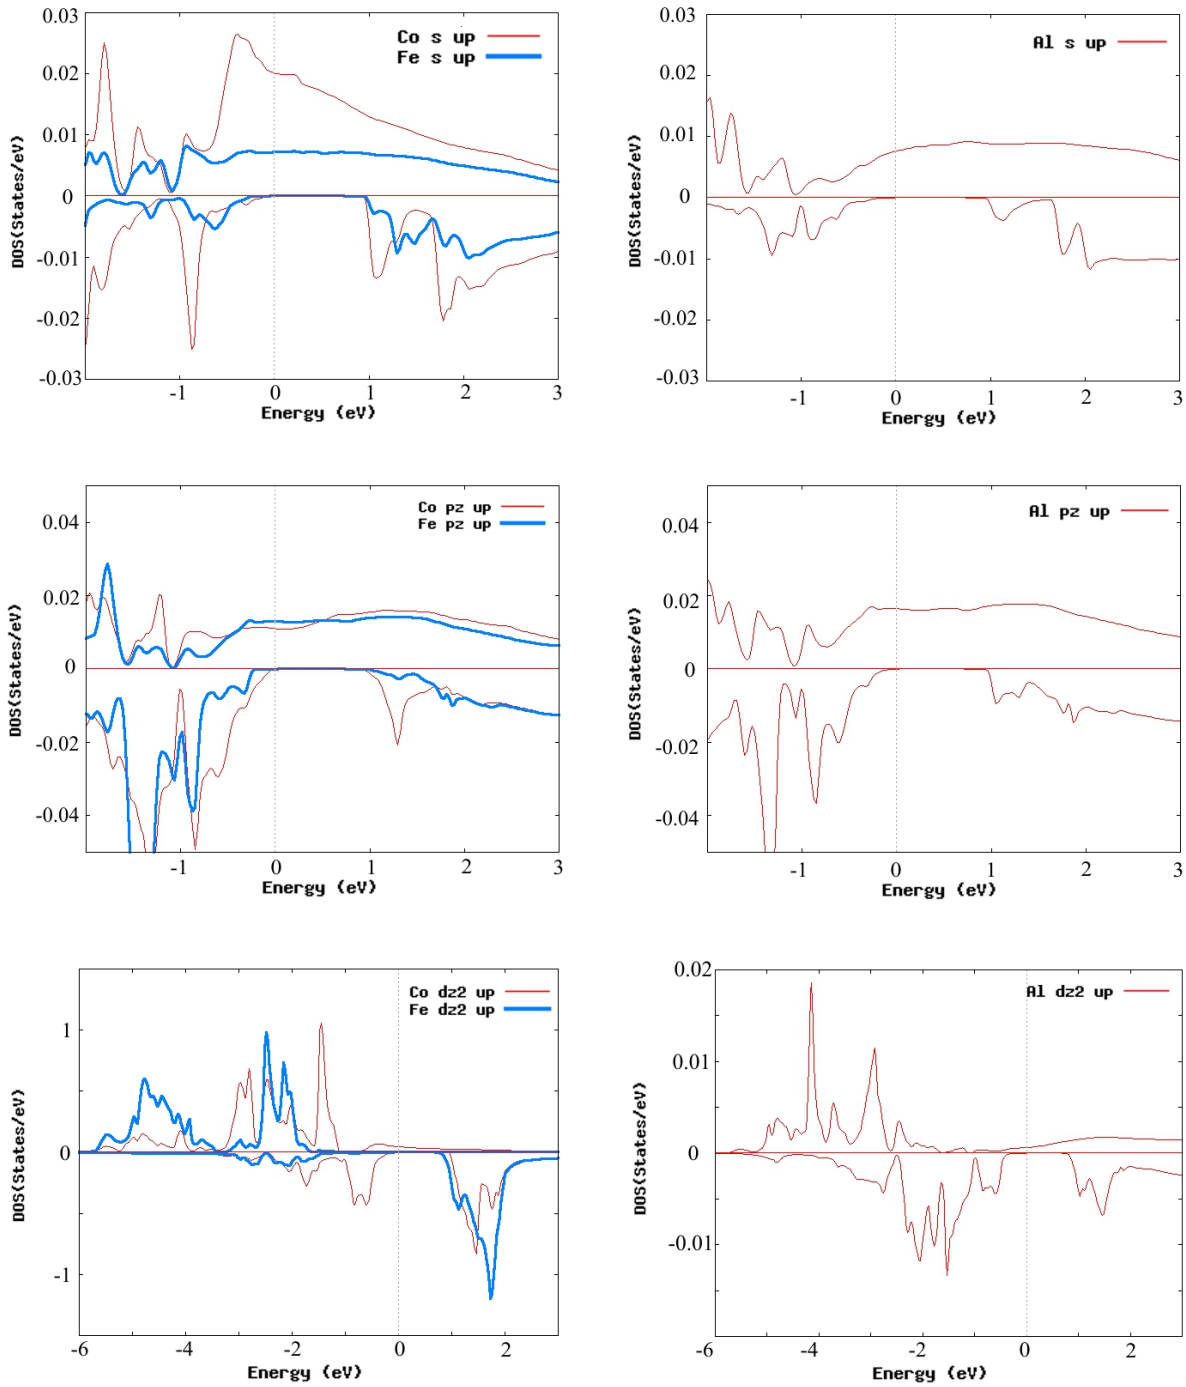 0.03
Co s up
Fe s up
0.02
0.01
0
-0.01
-0.02
-0.03
DOS(States/eV)
-1
0
1
2
3
Energy (eV)
0.03
Al s up
0.02
0.01
0
-0.01
-0.02
-0.03
DOS(States/eV)
-1
0
1
2
3
Energy (eV)
0.04
Co pz up
Fe pz up
0.02
0
-0.02
-0.04
DOS(States/eV)
-1
0
1
2
3
Energy (eV)
0.04
Al pz up
0.02
0
-0.02
-0.04
DOS(States/eV)
-1
0
1
2
3
Energy (eV)
Co dz2 up
Fe dz2 up
1
0
-1
DOS(States/eV)
-6
-4
-2
0
2
Energy (eV)
0.02
Al dz2 up
0.01
0
-0.01
DOS(States/eV)
-6
-4
-2
0
2
Energy (eV)